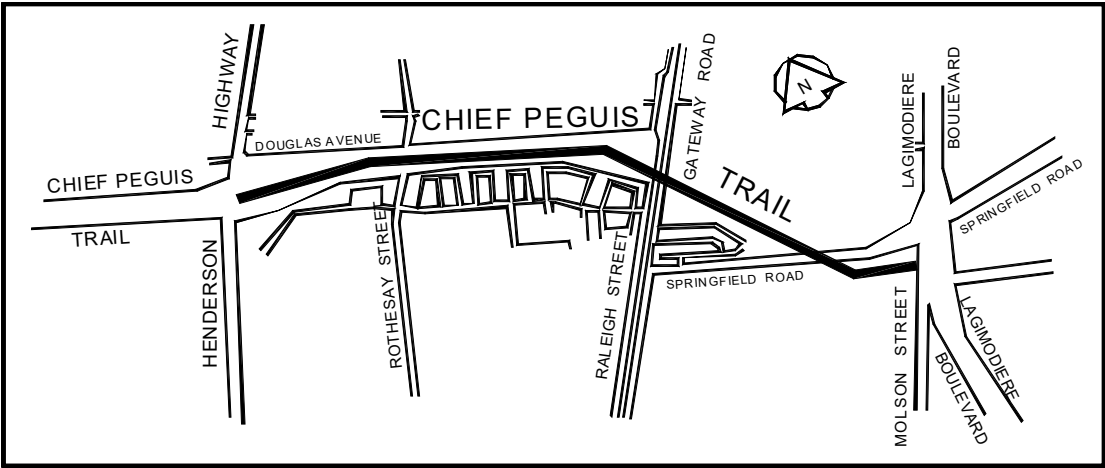 HIGHWAY
DOUGLAS AVENUE
CHIEF PEGUIS
GATEWAY ROAD
N
LAGIMODIERE
BOULEVARD
CHIEF PEGUIS
TRAIL
TRAIL
SPRINGFIELD ROAD
HENDERSON
ROTHESAY STREET
RALEIGH STREET
SPRINGFIELD ROAD
MOLSON STREET
LAGIMODIERE
BOULEVARD